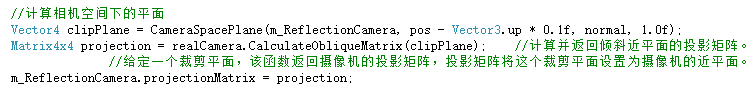 //计算相机空间下的平面
Vector4 clipPlane = CameraSpacePlane(m_ReflectionCamera, pos - Vector3.up * 0.1f, normal, 1.0f);
Matrix4x4 projection = realCamera.CalculateObliqueMatrix(clipPlane);    //计算并返回倾斜近平面的投影矩阵。
//给定一个裁剪平面，该函数返回摄像机的投影矩阵，投影矩阵将这个裁剪平面设置为摄像机的近平面。
m_ReflectionCamera.projectionMatrix = projection;